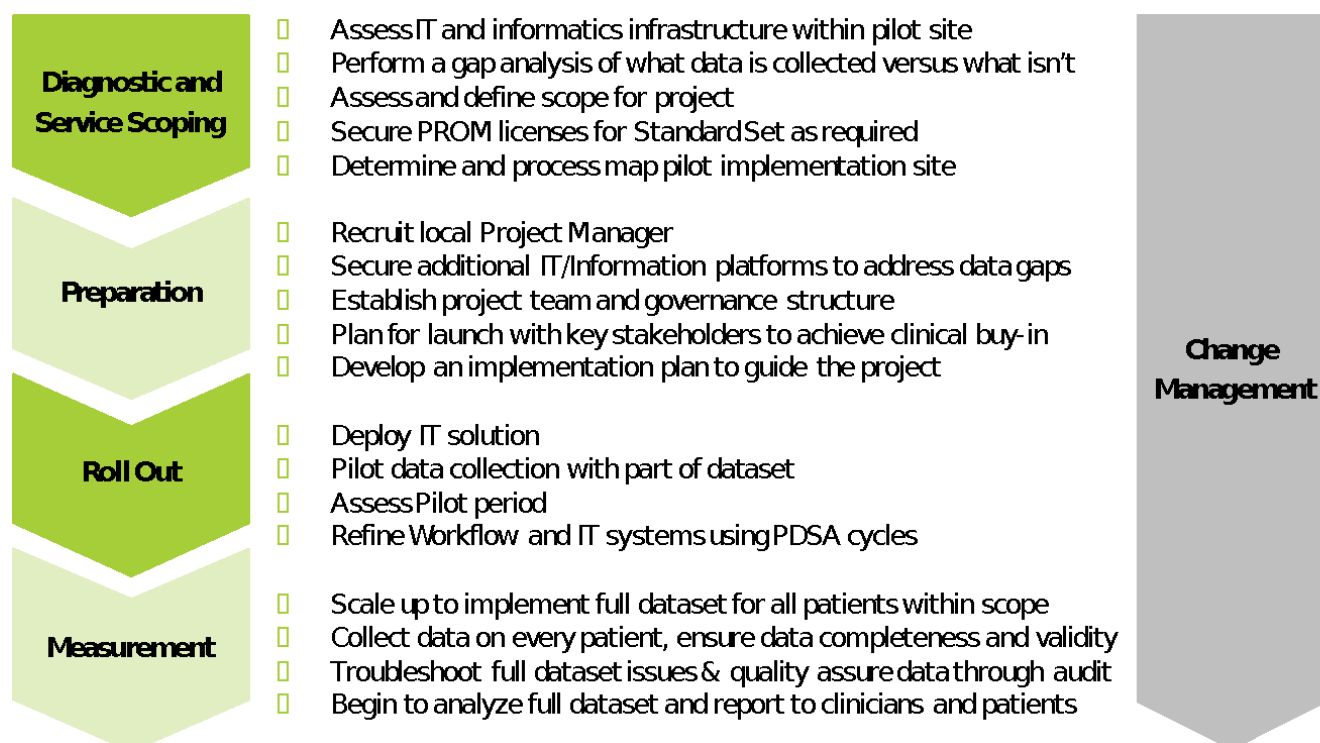 Diagnostic and
Service Scoping
Assess IT and informatics infrastructure within pilot site
Perform a gap analysis of what data is collected versus what isn't
Assess and define scope for project
Secure PROM licenses for Standard Set as required
Determine and process map pilot implementation site
Preparation
Recruit local Project Manager
Secure additional IT/Information platforms to address data gaps
Establish project team and governance structure
Plan for launch with key stakeholders to achieve clinical buy-in
Develop an implementation plan to guide the project
Roll Out
Deploy IT solution
Pilot data collection with part of dataset
Assess Pilot period
Refine Workflow and IT systems using PDSA cycles
Measurement
Scale up to implement full dataset for all patients within scope
Collect data on every patient, ensure data completeness and validity
Troubleshoot full dataset issues & quality assure data through audit
Begin to analyze full dataset and report to clinicians and patients
Change
Management